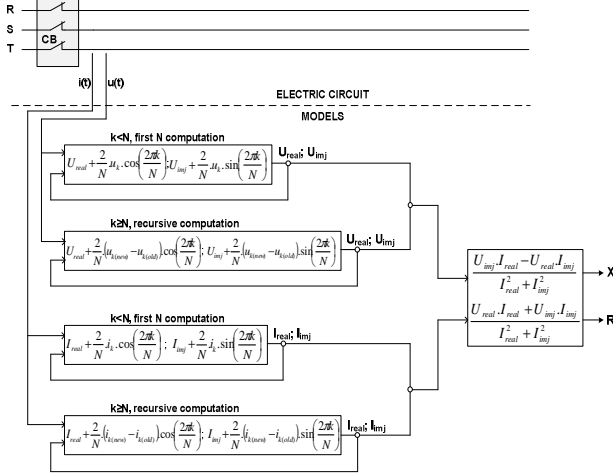 R
S
CB
T
i(t) u(t)
ELECTRIC CIRCUIT
MODELS
k<N, first N computation
U_real + 2/N .u_k.cos(2πk/N); U_imj + 2/N .u_k.sin(2πk/N)
U_real; U_imj
k≥N, recursive computation
U_real + 2/N .(u_k(new) − u_k(old)).cos(2πk/N); U_imj + 2/N .(u_k(new) − u_k(old)).sin(2πk/N)
U_real; U_imj
U_imj.I_real − U_real.I_imj / I²_real + I²_imj
X
U_real.I_real + U_imj.I_imj / I²_real + I²_imj
R
k<N, first N computation
I_real + 2/N .i_k.cos(2πk/N); I_imj + 2/N .i_k.sin(2πk/N)
I_real; I_imj
k≥N, recursive computation
I_real + 2/N .(i_k(new) − i_k(old)).cos(2πk/N); I_imj + 2/N .(i_k(new) − i_k(old)).sin(2πk/N)
I_real; I_imj